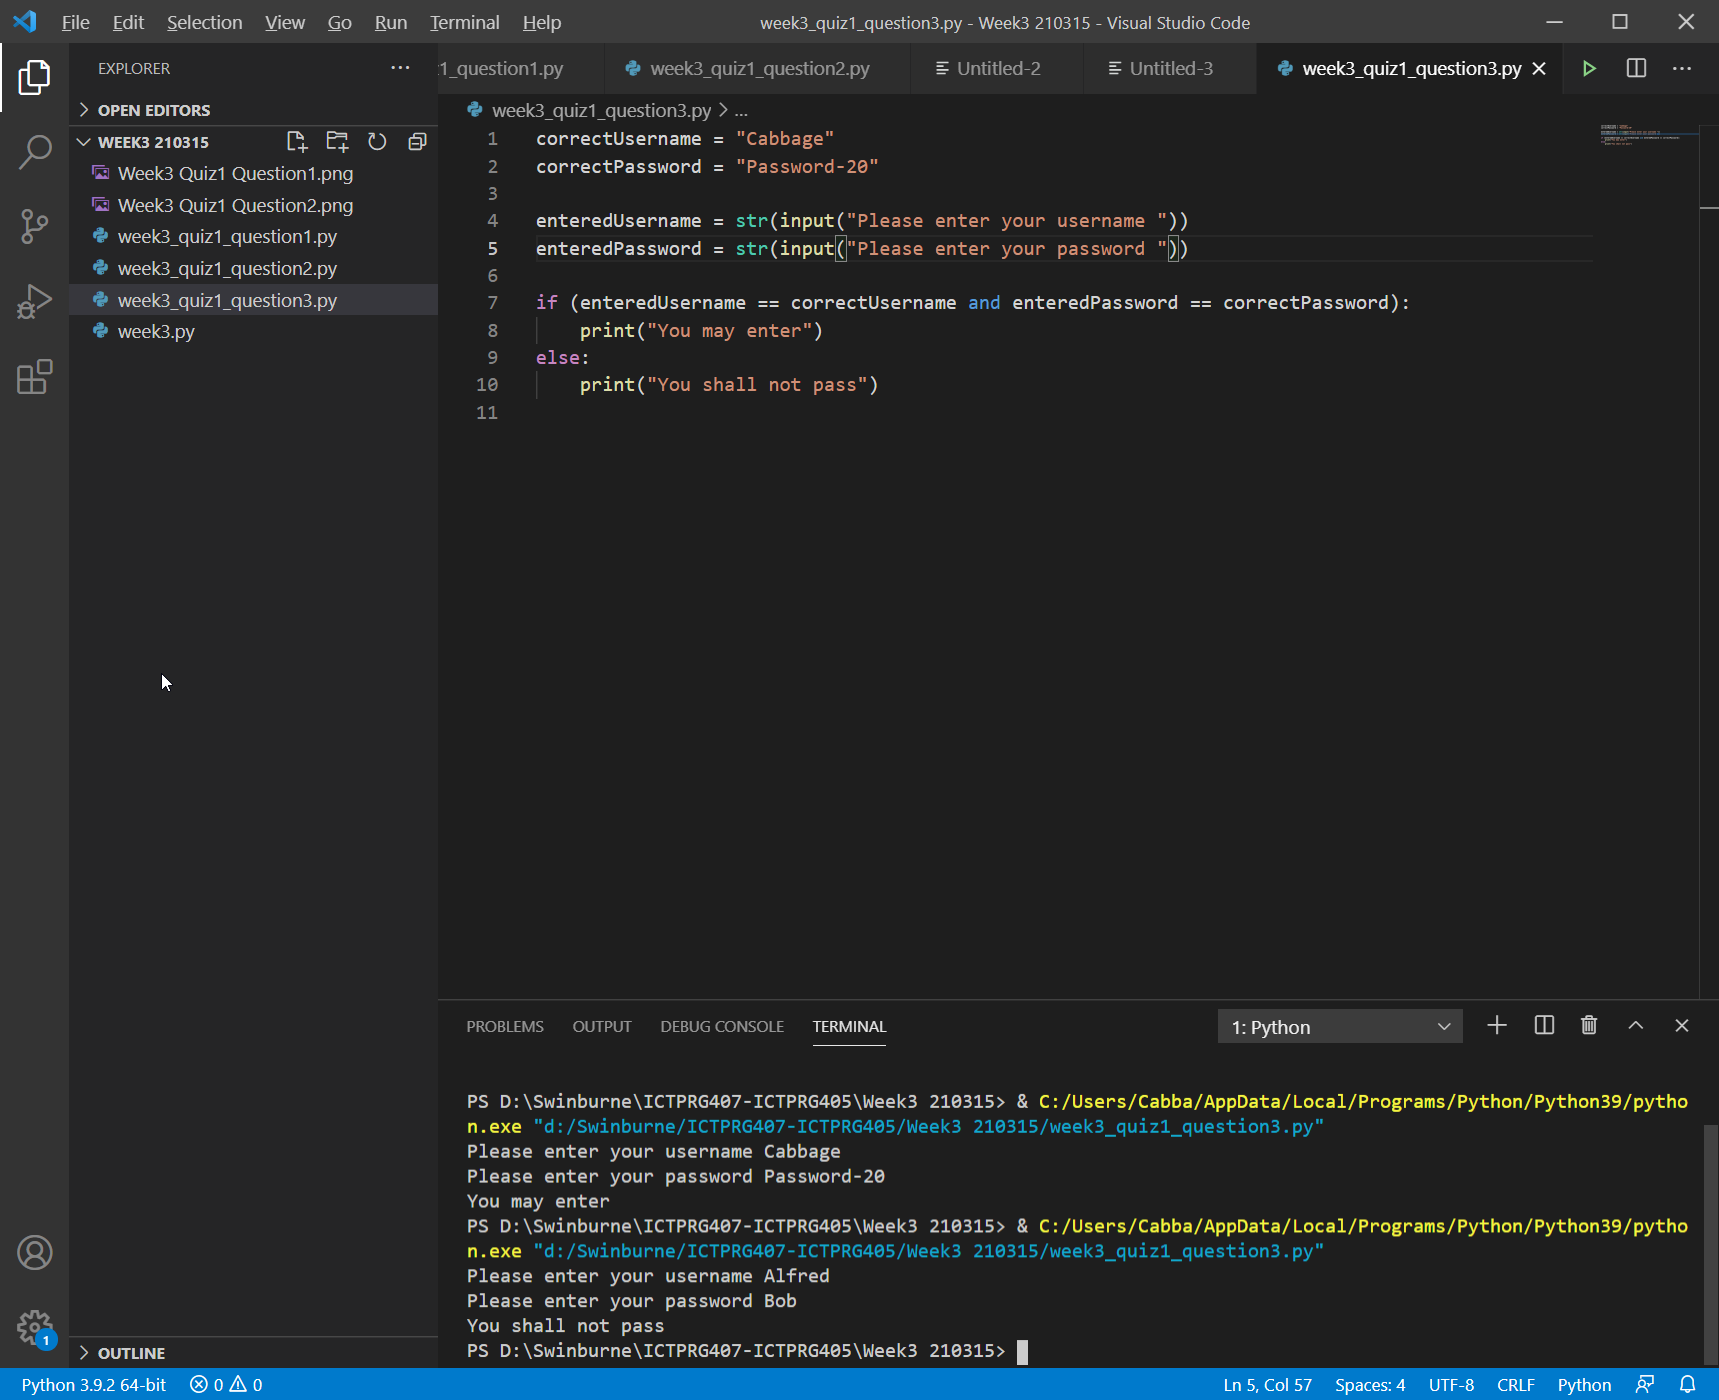 File Edit Selection View Go Run Terminal Help
week3_quiz1_question3.py - Week3 210315 - Visual Studio Code
EXPLORER
1_question1.py
week3_quiz1_question2.py
Untitled-2
Untitled-3
week3_quiz1_question3.py
OPEN EDITORS
WEEK3 210315
Week3 Quiz1 Question1.png
Week3 Quiz1 Question2.png
week3_quiz1_question1.py
week3_quiz1_question2.py
week3_quiz1_question3.py
week3.py
OUTLINE
week3_quiz1_question3.py > ...
1 correctUsername = "Cabbage"
2 correctPassword = "Password-20"
3
4 enteredUsername = str(input("Please enter your username "))
5 enteredPassword = str(input("Please enter your password "))
6
7 if (enteredUsername == correctUsername and enteredPassword == correctPassword):
8     print("You may enter")
9 else:
10     print("You shall not pass")
11
PROBLEMS OUTPUT DEBUG CONSOLE TERMINAL
1: Python
PS D:\Swinburne\ICTPRG407-ICTPRG405\Week3 210315> & C:/Users/Cabba/AppData/Local/Programs/Python/Python39/pytho
n.exe "d:/Swinburne/ICTPRG407-ICTPRG405/Week3 210315/week3_quiz1_question3.py"
Please enter your username Cabbage
Please enter your password Password-20
You may enter
PS D:\Swinburne\ICTPRG407-ICTPRG405\Week3 210315> & C:/Users/Cabba/AppData/Local/Programs/Python/Python39/pytho
n.exe "d:/Swinburne/ICTPRG407-ICTPRG405/Week3 210315/week3_quiz1_question3.py"
Please enter your username Alfred
Please enter your password Bob
You shall not pass
PS D:\Swinburne\ICTPRG407-ICTPRG405\Week3 210315>
1
Python 3.9.2 64-bit 0 0 Ln 5, Col 57 Spaces: 4 UTF-8 CRLF Python